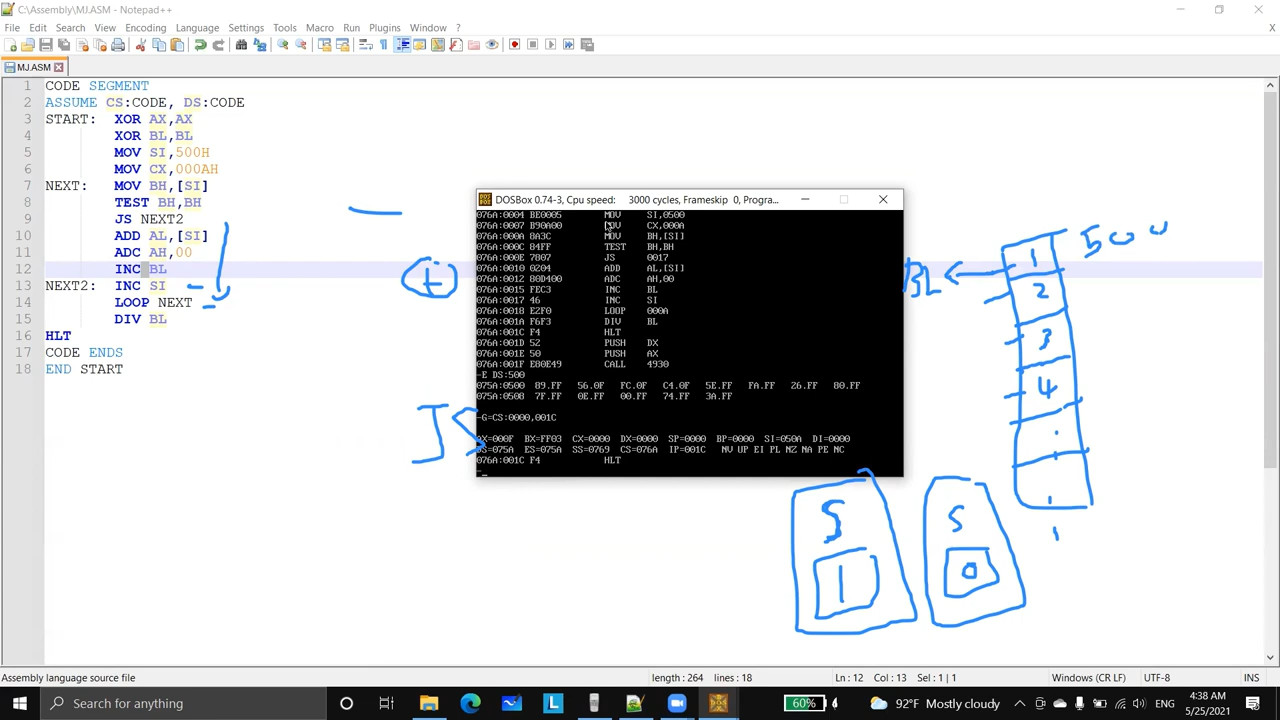 C:\Assembly\MJ.ASM - Notepad++
File Edit Search View Encoding Language Settings Tools Macro Run Plugins Window ?
X
MJ.ASM
1 CODE SEGMENT
2 ASSUME CS:CODE, DS:CODE
3 START: XOR AX,AX
4 XOR BL,BL
5 MOV SI,500H
6 MOV CX,000AH
7 NEXT: MOV BH,[SI]
8 TEST BH,BH
9 JS NEXT2
10 ADD AL,[SI]
11 ADC AH,00
12 INC BL
13 NEXT2: INC SI
14 LOOP NEXT
15 DIV BL
16 HLT
17 CODE ENDS
18 END START
DOSBox 0.74-3, Cpu speed: 3000 cycles, Frameskip 0, Progra...
076A:0004 BE0005 MOV SI,0500
076A:0007 B90A00 MOV CX,000A
076A:000A 8A3C MOV BH,[SI]
076A:000C 84FF TEST BH,BH
076A:000E 7807 JS 0017
076A:0010 0204 ADD AL,[SI]
076A:0012 80D400 ADC AH,00
076A:0015 FEC3 INC BL
076A:0017 46 INC SI
076A:0018 E2F0 LOOP 000A
076A:001A F6F3 DIV BL
076A:001C F4 HLT
076A:001D 52 PUSH DX
076A:001E 50 PUSH AX
076A:001F E80E49 CALL 4930
-E DS:500
075A:0500 89.FF 56.0F FC.0F C4.0F 5E.FF FA.FF 26.FF 80.FF
075A:0508 7F.FF 0E.FF 00.FF 74.FF 3A.FF
-G=CS:0000,001C
AX=000F BX=FF03 CX=0000 DX=0000 SP=0000 BP=0000 SI=050A DI=0000
DS=075A ES=075A SS=0769 CS=076A IP=001C NV UP EI PL NZ NA PE NC
076A:001C F4 HLT
-
+
BL
1
500
2
3
4
S
1
S
0
Assembly language source file length : 264 lines : 18 Ln : 12 Col : 13 Sel : 1 | 1 Windows (CR LF) UTF-8 INS
Type here to search
L
60% 92°F Mostly cloudy ENG
4:38 AM
5/25/2021